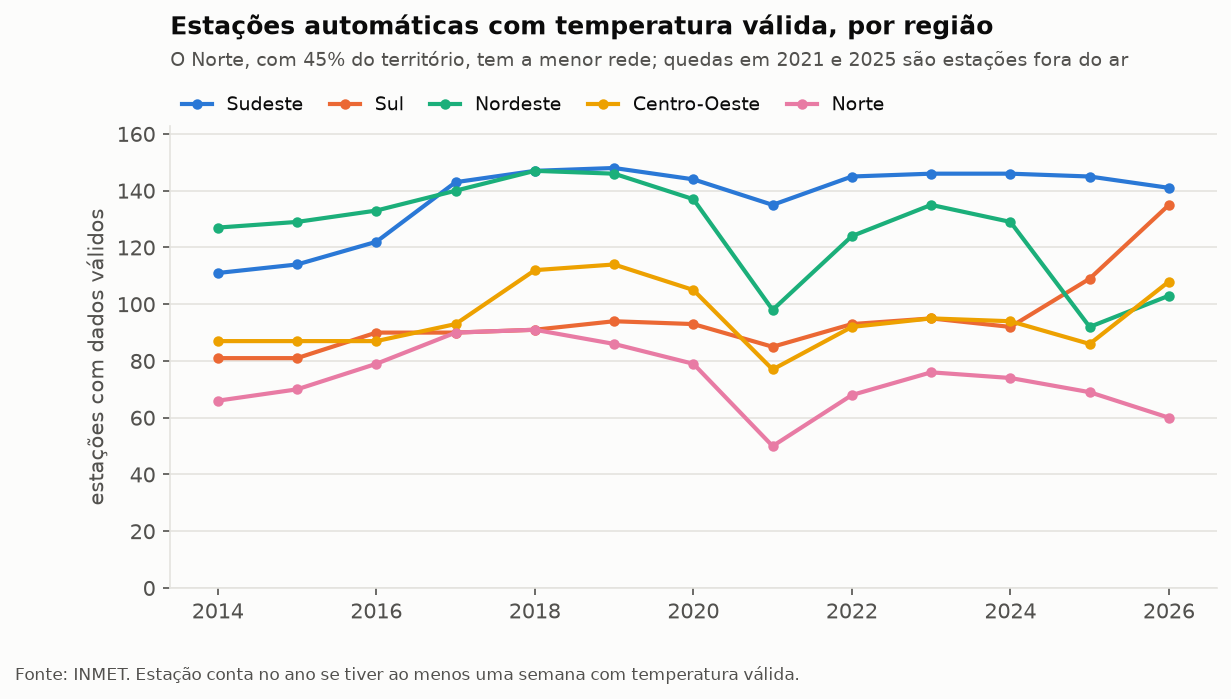 Estações automáticas com temperatura válida, por região
O Norte, com 45% do território, tem a menor rede; quedas em 2021 e 2025 são estações fora do ar
Sudeste Sul Nordeste Centro-Oeste Norte
estações com dados válidos
160
140
120
100
80
60
40
20
0
2014 2016 2018 2020 2022 2024 2026
Fonte: INMET. Estação conta no ano se tiver ao menos uma semana com temperatura válida.